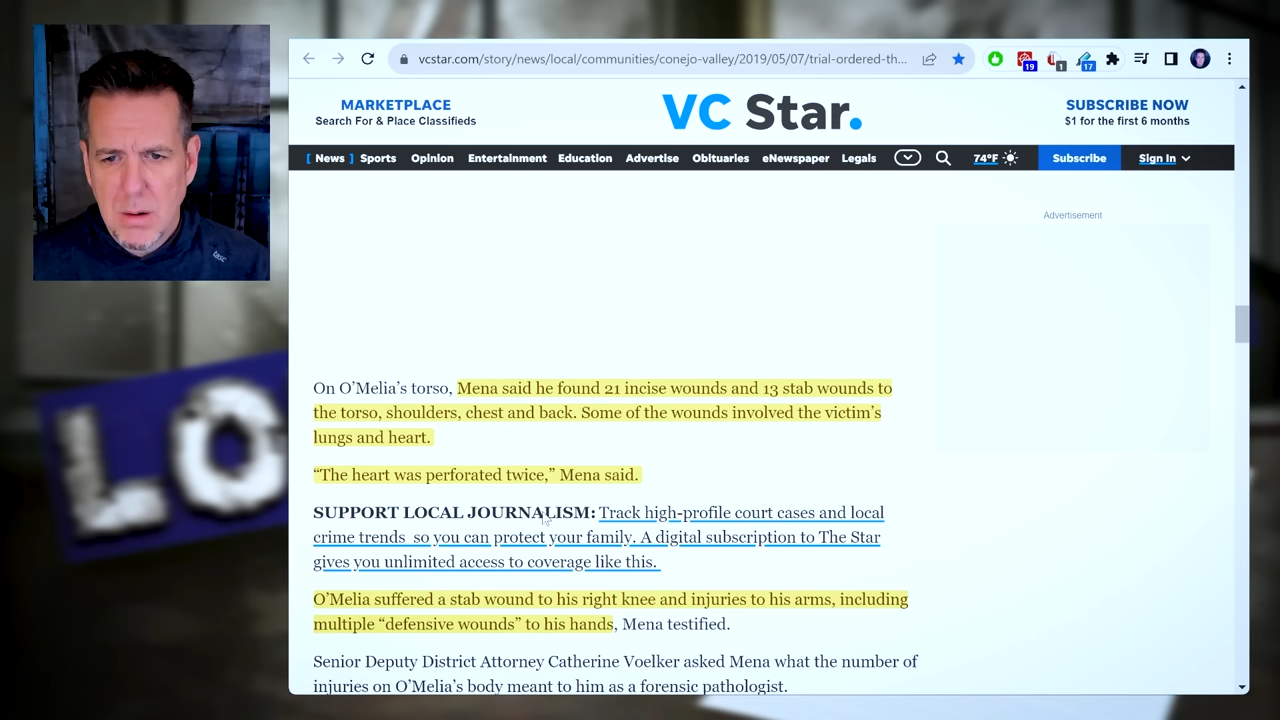 vcstar.com/story/news/local/communities/conejo-valley/2019/05/07/trial-ordered-th...
19
1
17
MARKETPLACE
Search For & Place Classifieds
VC Star.
SUBSCRIBE NOW
$1 for the first 6 months
[ News ] Sports Opinion Entertainment Education Advertise Obituaries eNewspaper Legals 74°F Subscribe Sign In
Advertisement
tasc
LO
On O’Melia’s torso, Mena said he found 21 incise wounds and 13 stab wounds to
the torso, shoulders, chest and back. Some of the wounds involved the victim’s
lungs and heart.
“The heart was perforated twice,” Mena said.
SUPPORT LOCAL JOURNALISM: Track high-profile court cases and local
crime trends so you can protect your family. A digital subscription to The Star
gives you unlimited access to coverage like this.
O’Melia suffered a stab wound to his right knee and injuries to his arms, including
multiple “defensive wounds” to his hands, Mena testified.
Senior Deputy District Attorney Catherine Voelker asked Mena what the number of
injuries on O’Melia’s body meant to him as a forensic pathologist.